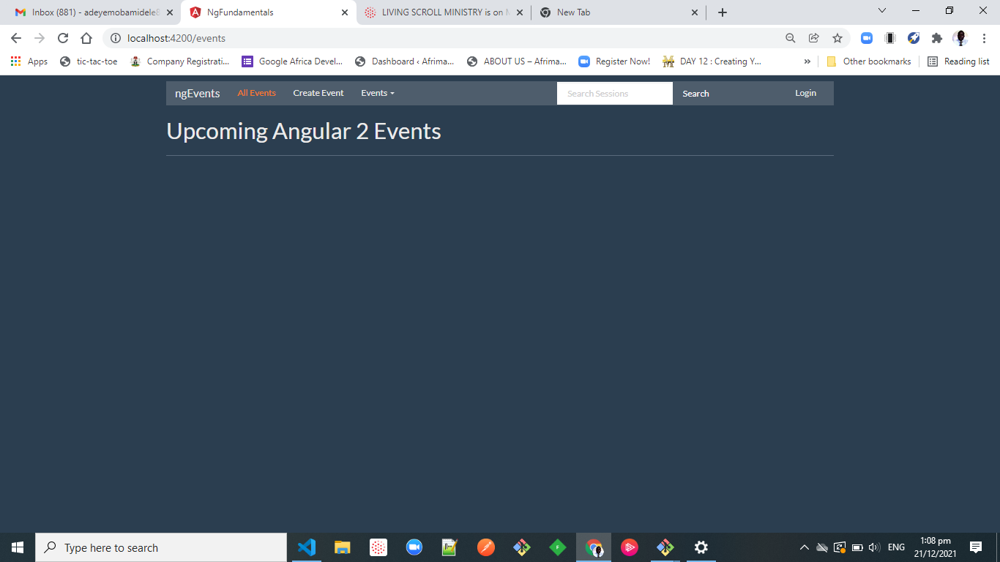 Inbox (881) - adeyemobamidele8
NgFundamentals
LIVING SCROLL MINISTRY is on M
New Tab
localhost:4200/events
Apps
tic-tac-toe
Company Registrati...
Google Africa Devel...
Dashboard ‹ Afrima...
ABOUT US – Afrima...
Register Now!
DAY 12 : Creating Y...
»
Other bookmarks
Reading list
ngEvents
All Events
Create Event
Events
Search Sessions
Search
Login
Upcoming Angular 2 Events
Type here to search
ENG
1:08 pm
21/12/2021